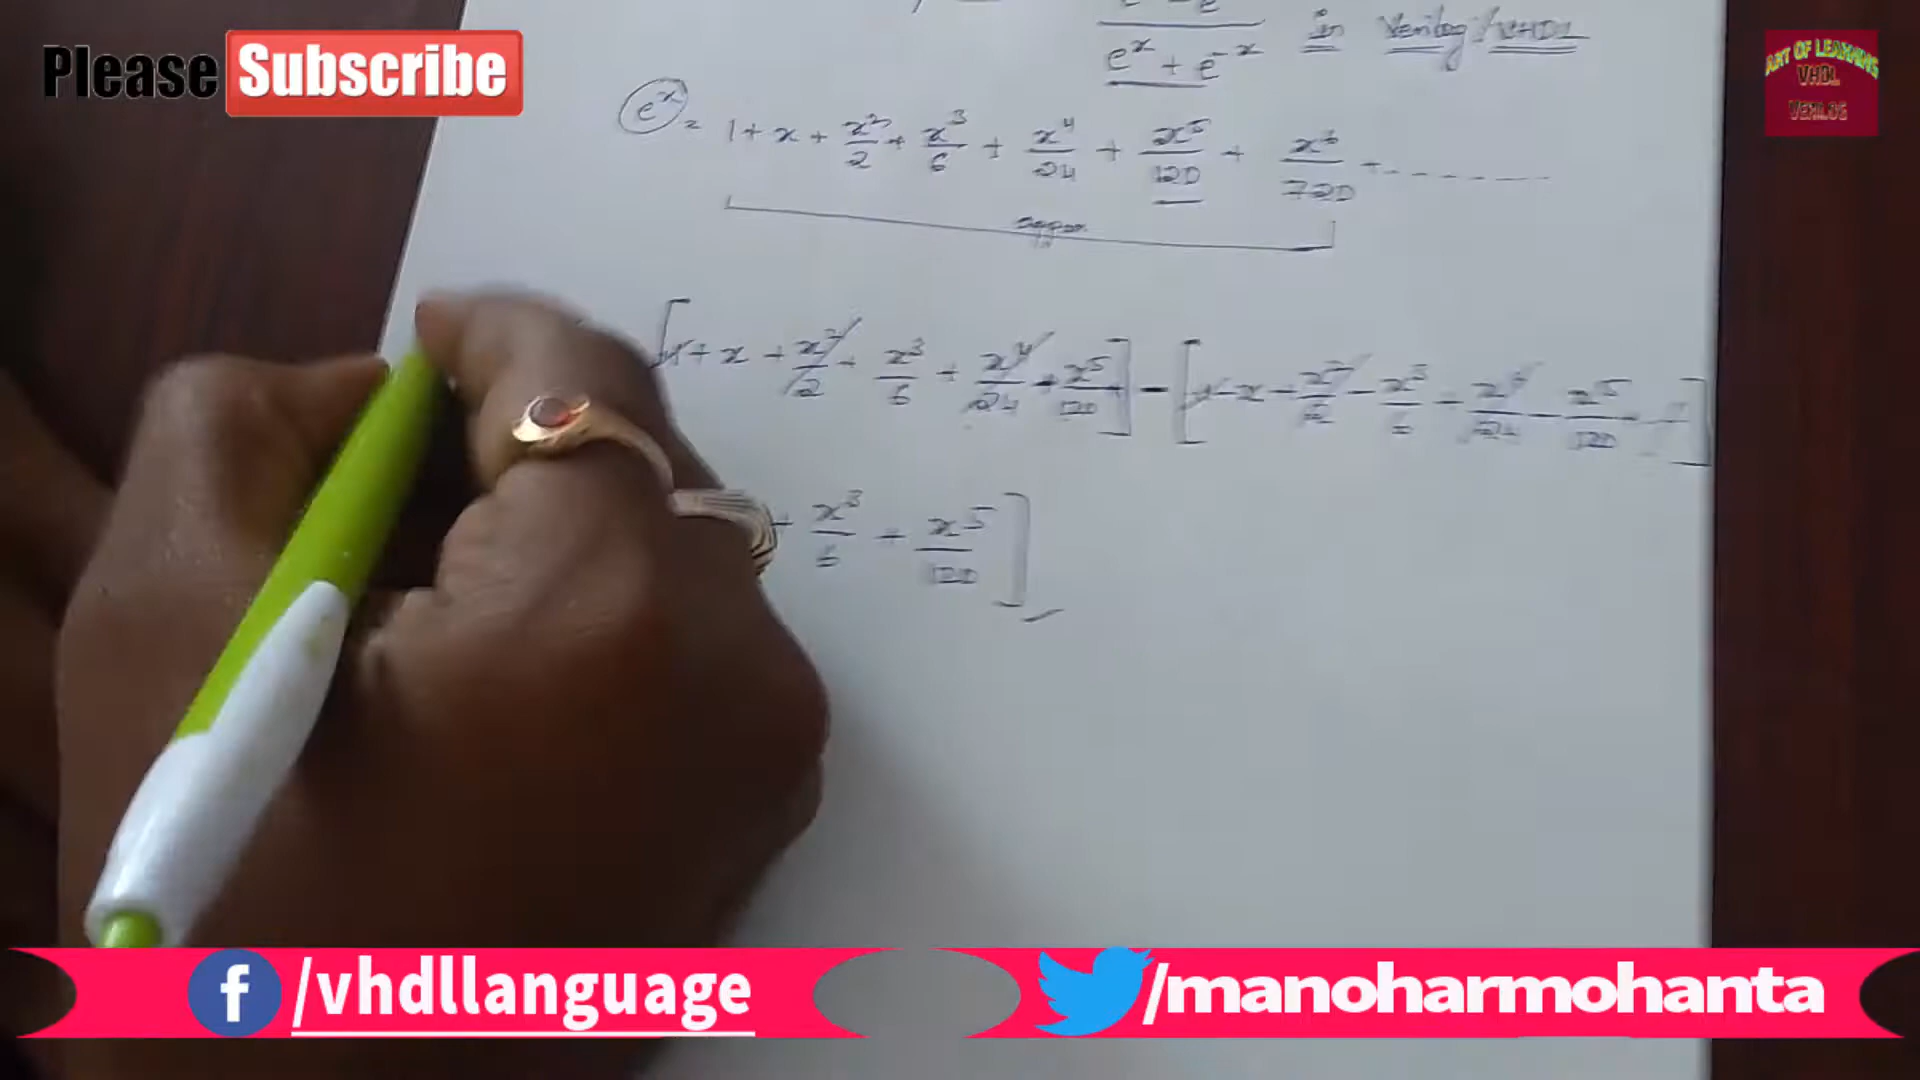 Please Subscribe
ART OF LEARNING
VHDL
VERILOG
e^x + e^-x in Verilog/VHDL
e^x = 1 + x + x^2/2 + x^3/6 + x^4/24 + x^5/120 + x^6/720 + -------
approx
[1 + x + x^2/2 + x^3/6 + x^4/24 + x^5/120] - [1 - x + x^2/2 - x^3/6 + x^4/24 - x^5/120
+ x^3/6 + x^5/120]
/vhdllanguage
/manoharmohanta